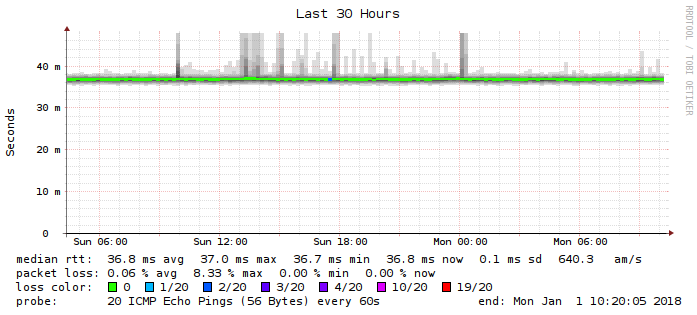 Last 30 Hours
RRDTOOL / TOBI OETIKER
Seconds
40 m
30 m
20 m
10 m
0
Sun 06:00 Sun 12:00 Sun 18:00 Mon 00:00 Mon 06:00
median rtt: 36.8 ms avg 37.0 ms max 36.7 ms min 36.8 ms now 0.1 ms sd 640.3 am/s
packet loss: 0.06 % avg 8.33 % max 0.00 % min 0.00 % now
loss color: 0 1/20 2/20 3/20 4/20 10/20 19/20
probe: 20 ICMP Echo Pings (56 Bytes) every 60s end: Mon Jan 1 10:20:05 2018